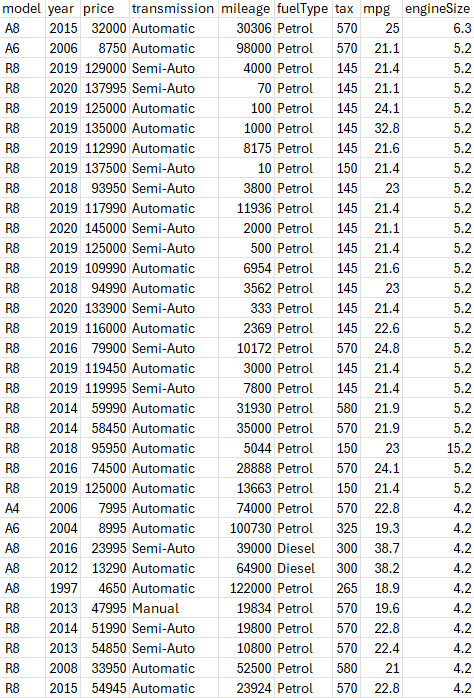 model year price transmission mileage fuelType tax mpg engineSize
A8 2015 32000 Automatic 30306 Petrol 570 25 6.3
A6 2006 8750 Automatic 98000 Petrol 570 21.1 5.2
R8 2019 129000 Semi-Auto 4000 Petrol 145 21.4 5.2
R8 2020 137995 Semi-Auto 70 Petrol 145 21.1 5.2
R8 2019 125000 Automatic 100 Petrol 145 24.1 5.2
R8 2019 135000 Automatic 1000 Petrol 145 32.8 5.2
R8 2019 112990 Automatic 8175 Petrol 145 21.6 5.2
R8 2019 137500 Semi-Auto 10 Petrol 150 21.4 5.2
R8 2018 93950 Semi-Auto 3800 Petrol 145 23 5.2
R8 2019 117990 Automatic 11936 Petrol 145 21.4 5.2
R8 2020 145000 Semi-Auto 2000 Petrol 145 21.1 5.2
R8 2019 125000 Semi-Auto 500 Petrol 145 21.4 5.2
R8 2019 109990 Automatic 6954 Petrol 145 21.6 5.2
R8 2018 94990 Automatic 3562 Petrol 145 23 5.2
R8 2020 133900 Semi-Auto 333 Petrol 145 21.4 5.2
R8 2019 116000 Automatic 2369 Petrol 145 22.6 5.2
R8 2016 79900 Semi-Auto 10172 Petrol 570 24.8 5.2
R8 2019 119450 Automatic 3000 Petrol 145 21.4 5.2
R8 2019 119995 Semi-Auto 7800 Petrol 145 21.4 5.2
R8 2014 59990 Automatic 31930 Petrol 580 21.9 5.2
R8 2014 58450 Automatic 35000 Petrol 570 21.9 5.2
R8 2018 95950 Semi-Auto 5044 Petrol 150 23 15.2
R8 2016 74500 Automatic 28888 Petrol 570 24.1 5.2
R8 2019 125000 Automatic 13663 Petrol 150 21.4 5.2
A4 2006 7995 Automatic 74000 Petrol 570 22.8 4.2
A6 2004 8995 Automatic 100730 Petrol 325 19.3 4.2
A8 2016 23995 Semi-Auto 39000 Diesel 300 38.7 4.2
A8 2012 13290 Automatic 64900 Diesel 300 38.2 4.2
A8 1997 4650 Automatic 122000 Petrol 265 18.9 4.2
R8 2013 47995 Manual 19834 Petrol 570 19.6 4.2
R8 2014 51990 Semi-Auto 19800 Petrol 570 22.8 4.2
R8 2013 54850 Semi-Auto 10800 Petrol 570 22.4 4.2
R8 2008 33950 Automatic 52500 Petrol 580 21 4.2
R8 2015 54945 Automatic 23924 Petrol 570 22.8 4.2